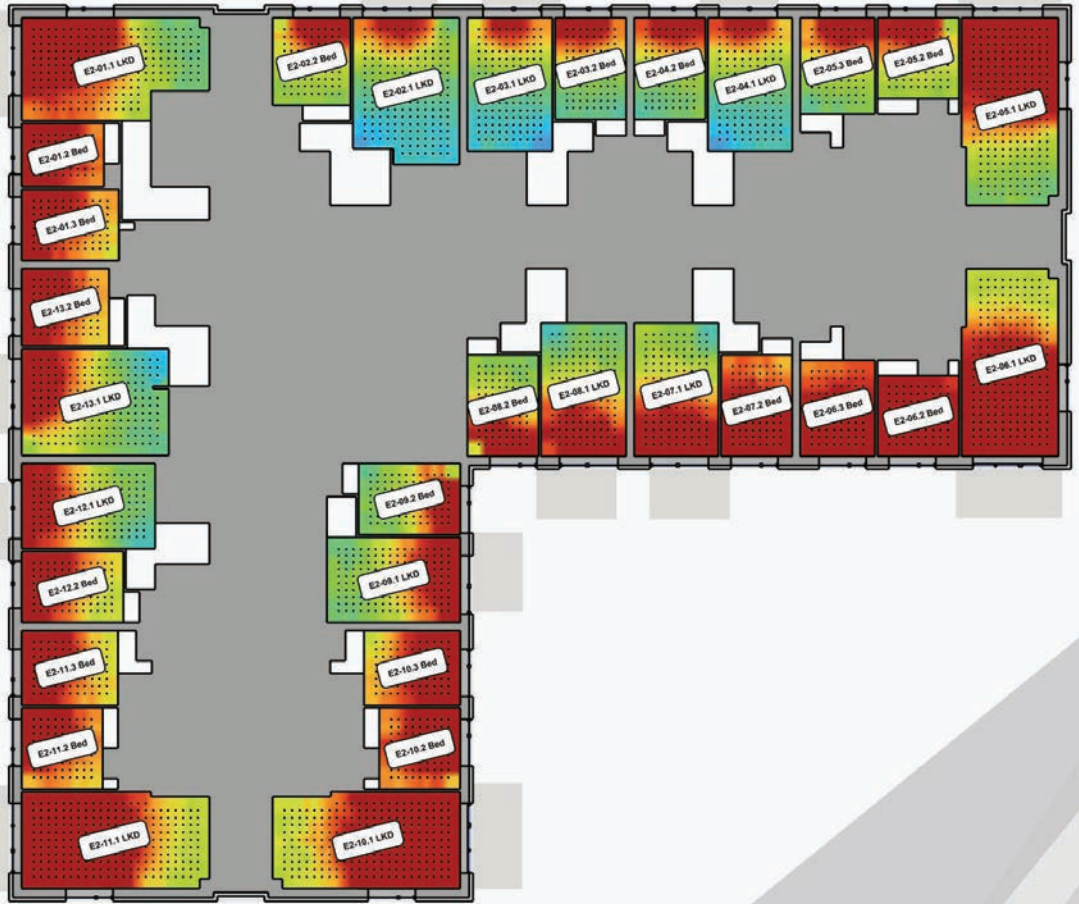 E2-01.1 LKD
E2-02.2 Bed
E2-02.1 LKD
E2-03.1 LKD
E2-03.2 Bed
E2-04.2 Bed
E2-04.1 LKD
E2-05.3 Bed
E2-05.2 Bed
E2-05.1 LKD
E2-01.2 Bed
E2-01.3 Bed
E2-13.2 Bed
E2-13.1 LKD
E2-08.2 Bed
E2-08.1 LKD
E2-07.1 LKD
E2-07.2 Bed
E2-06.3 Bed
E2-06.2 Bed
E2-06.1 LKD
E2-12.1 LKD
E2-09.2 Bed
E2-12.2 Bed
E2-09.1 LKD
E2-11.3 Bed
E2-10.3 Bed
E2-11.2 Bed
E2-10.2 Bed
E2-11.1 LKD
E2-10.1 LKD